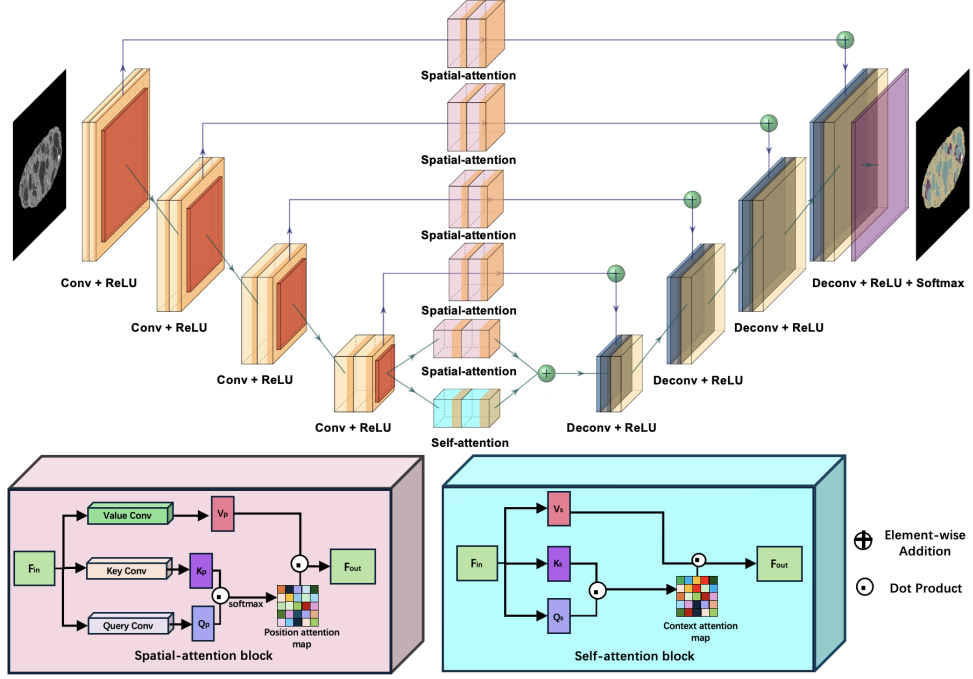 Spatial-attention
Spatial-attention
Spatial-attention
Conv + ReLU
Deconv + ReLU + Softmax
Spatial-attention
Conv + ReLU
Deconv + ReLU
Spatial-attention
Conv + ReLU
Deconv + ReLU
Conv + ReLU
Self-attention
Deconv + ReLU
Value Conv
Vp
Fin
Key Conv
Kp
Fout
softmax
Query Conv
Qp
Position attention
map
Spatial-attention block
Vs
Fin
Ks
Fout
Qs
Context attention
map
Self-attention block
Element-wise
Addition
Dot Product